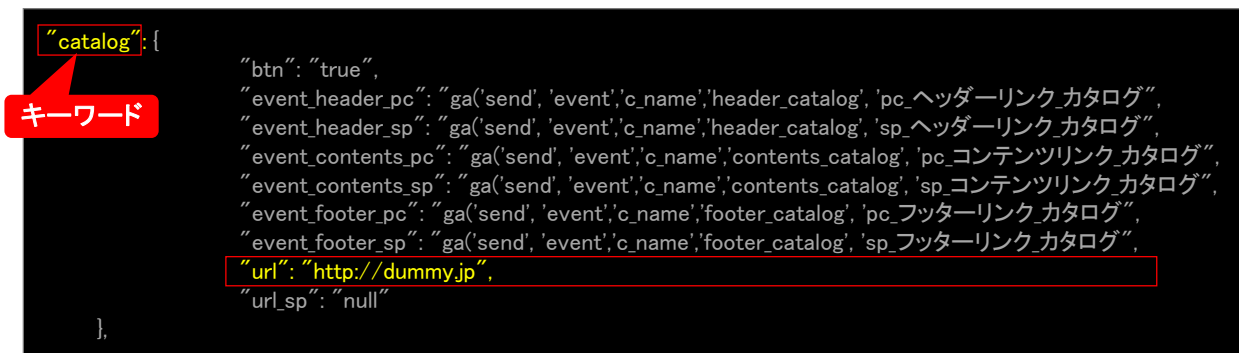 "catalog": {
"btn": "true",
キーワード
"event_header_pc": "ga('send', 'event','c_name','header_catalog', 'pc_ヘッダーリンク_カタログ",
"event_header_sp": "ga('send', 'event','c_name','header_catalog', 'sp_ヘッダーリンク_カタログ",
"event_contents_pc": "ga('send', 'event','c_name','contents_catalog', 'pc_コンテンツリンク_カタログ",
"event_contents_sp": "ga('send', 'event','c_name','contents_catalog', 'sp_コンテンツリンク_カタログ",
"event_footer_pc": "ga('send', 'event','c_name','footer_catalog', 'pc_フッターリンク_カタログ",
"event_footer_sp": "ga('send', 'event','c_name','footer_catalog', 'sp_フッターリンク_カタログ",
"url": "http://dummy.jp",
"url_sp": "null"
},